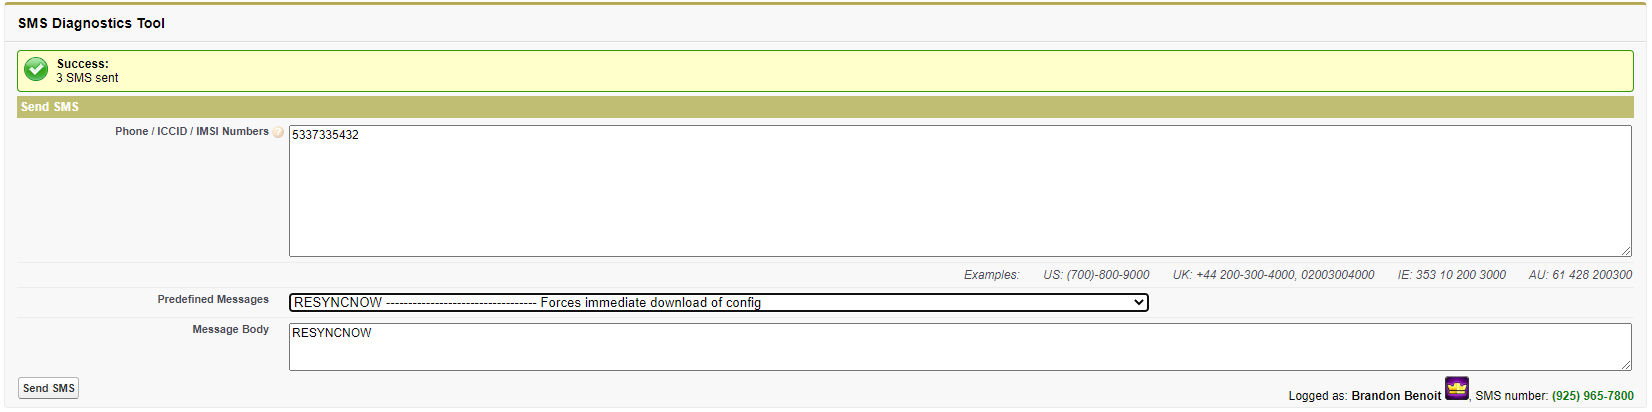 SMS Diagnostics Tool
Success:
3 SMS sent
Send SMS
Phone / ICCID / IMSI Numbers ?
5337335432
Examples: US: (700)-800-9000 UK: +44 200-300-4000, 02003004000 IE: 353 10 200 3000 AU: 61 428 200300
Predefined Messages
RESYNCNOW ---------------------------------- Forces immediate download of config
Message Body
RESYNCNOW
Send SMS
Logged as: Brandon Benoit , SMS number: (925) 965-7800